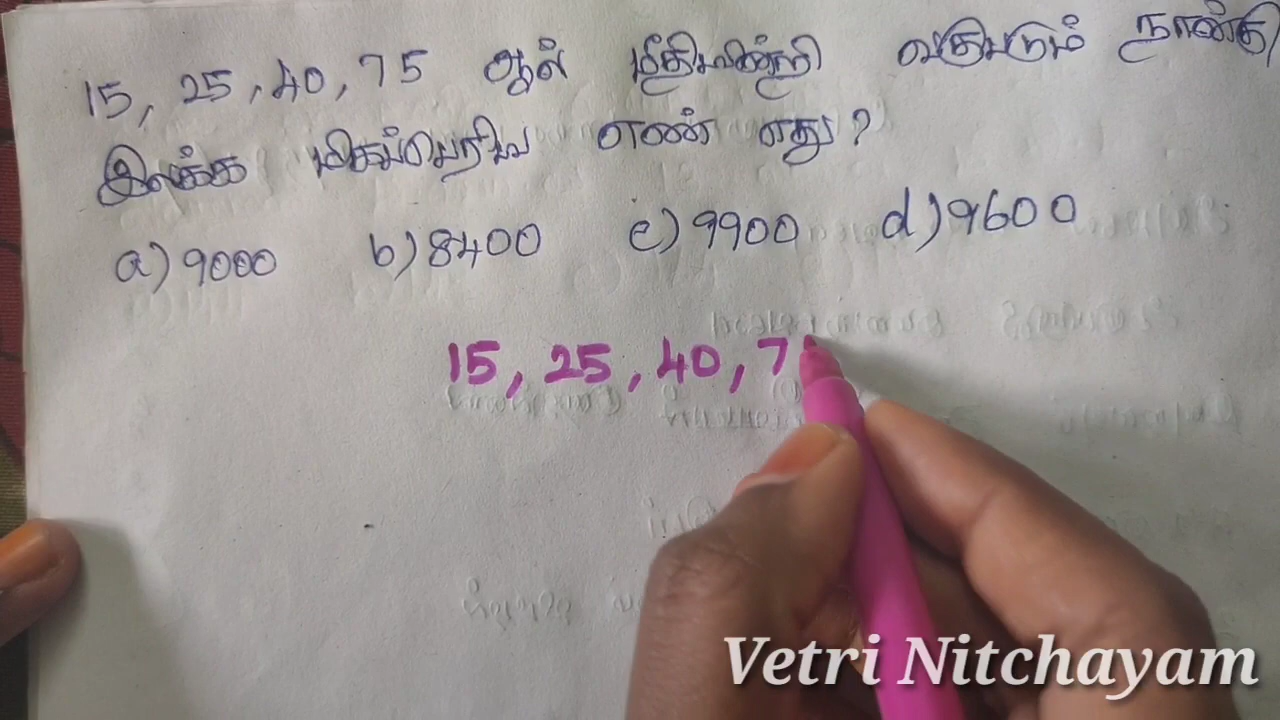 15, 25, 40, 75 ஆல் மீதியின்றி வகுபடும் நான்கு
இலக்க மிகப்பெரிய எண் எது?
a) 9000 b) 8400 c) 9900 d) 9600
15, 25, 40, 7
Vetri Nitchayam